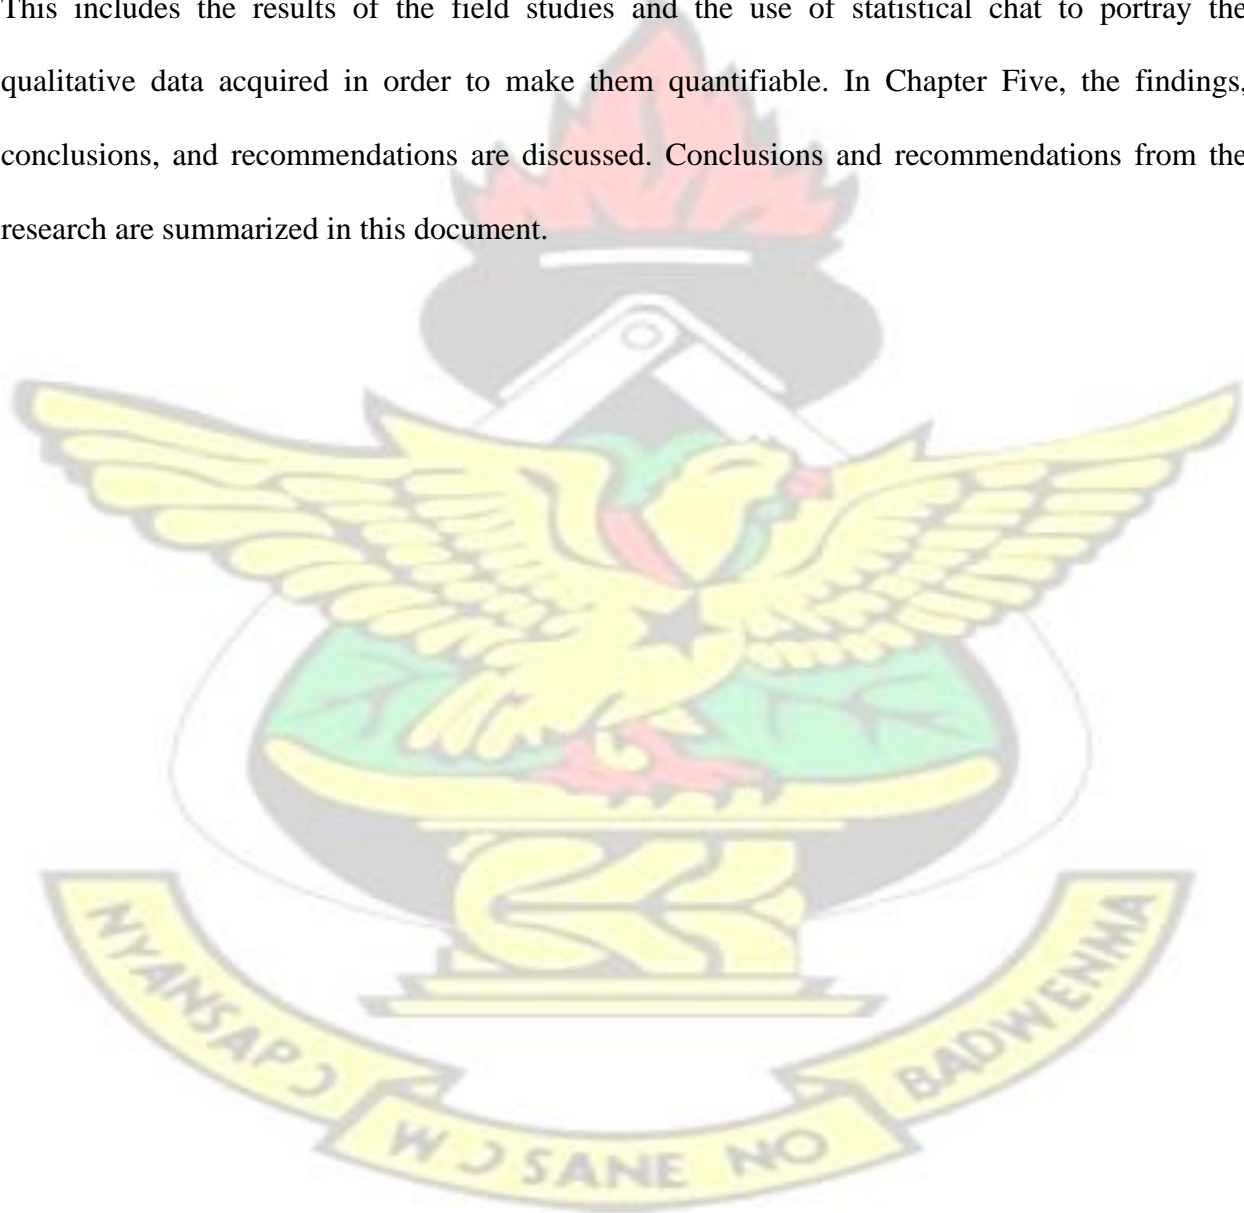 This includes the results of the field studies and the use of statistical chat to portray the
qualitative data acquired in order to make them quantifiable. In Chapter Five, the findings,
conclusions, and recommendations are discussed. Conclusions and recommendations from the
research are summarized in this document.
NYANSAPƆ
WƆSANE NO
BADWENMA